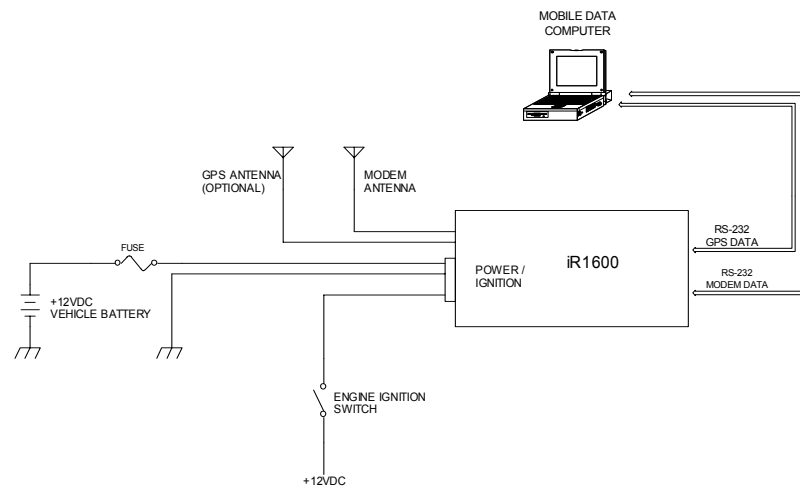 MOBILE DATA
COMPUTER
GPS ANTENNA
(OPTIONAL)
MODEM
ANTENNA
FUSE
+12VDC
VEHICLE BATTERY
POWER /
IGNITION
iR1600
RS-232
GPS DATA
RS-232
MODEM DATA
ENGINE IGNITION
SWITCH
+12VDC